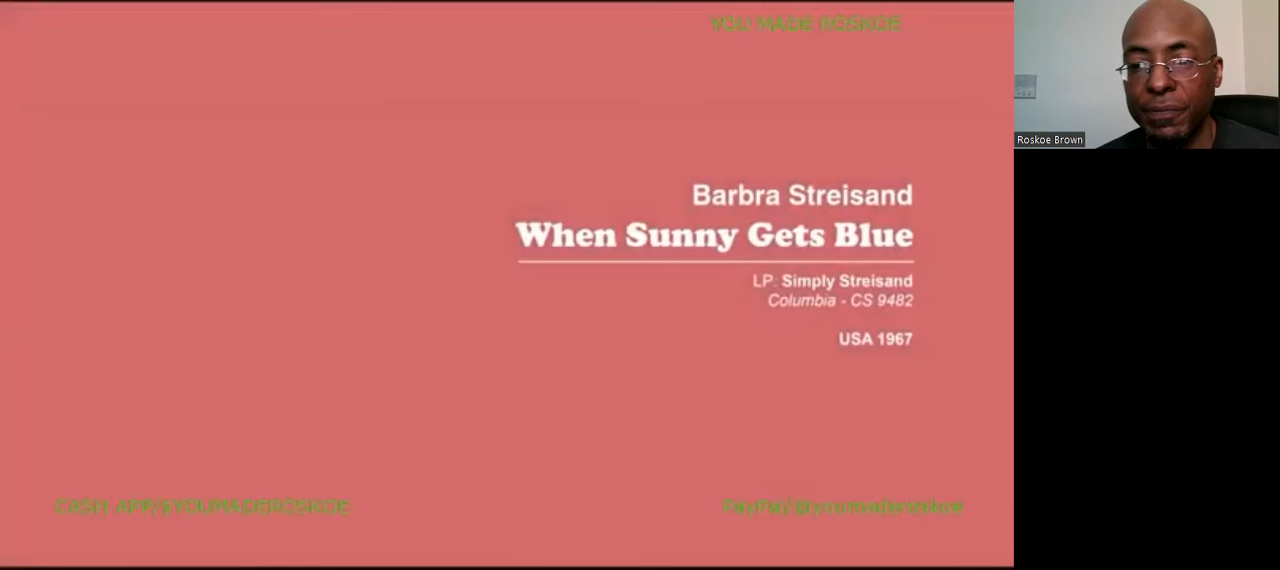 YOU MADE ROSKOE
Roskoe Brown
Barbra Streisand
When Sunny Gets Blue
LP: Simply Streisand
Columbia - CS 9482
USA 1967
CASH APP/$YOUMADEROSKOE
PayPal/@youmaderoskoe